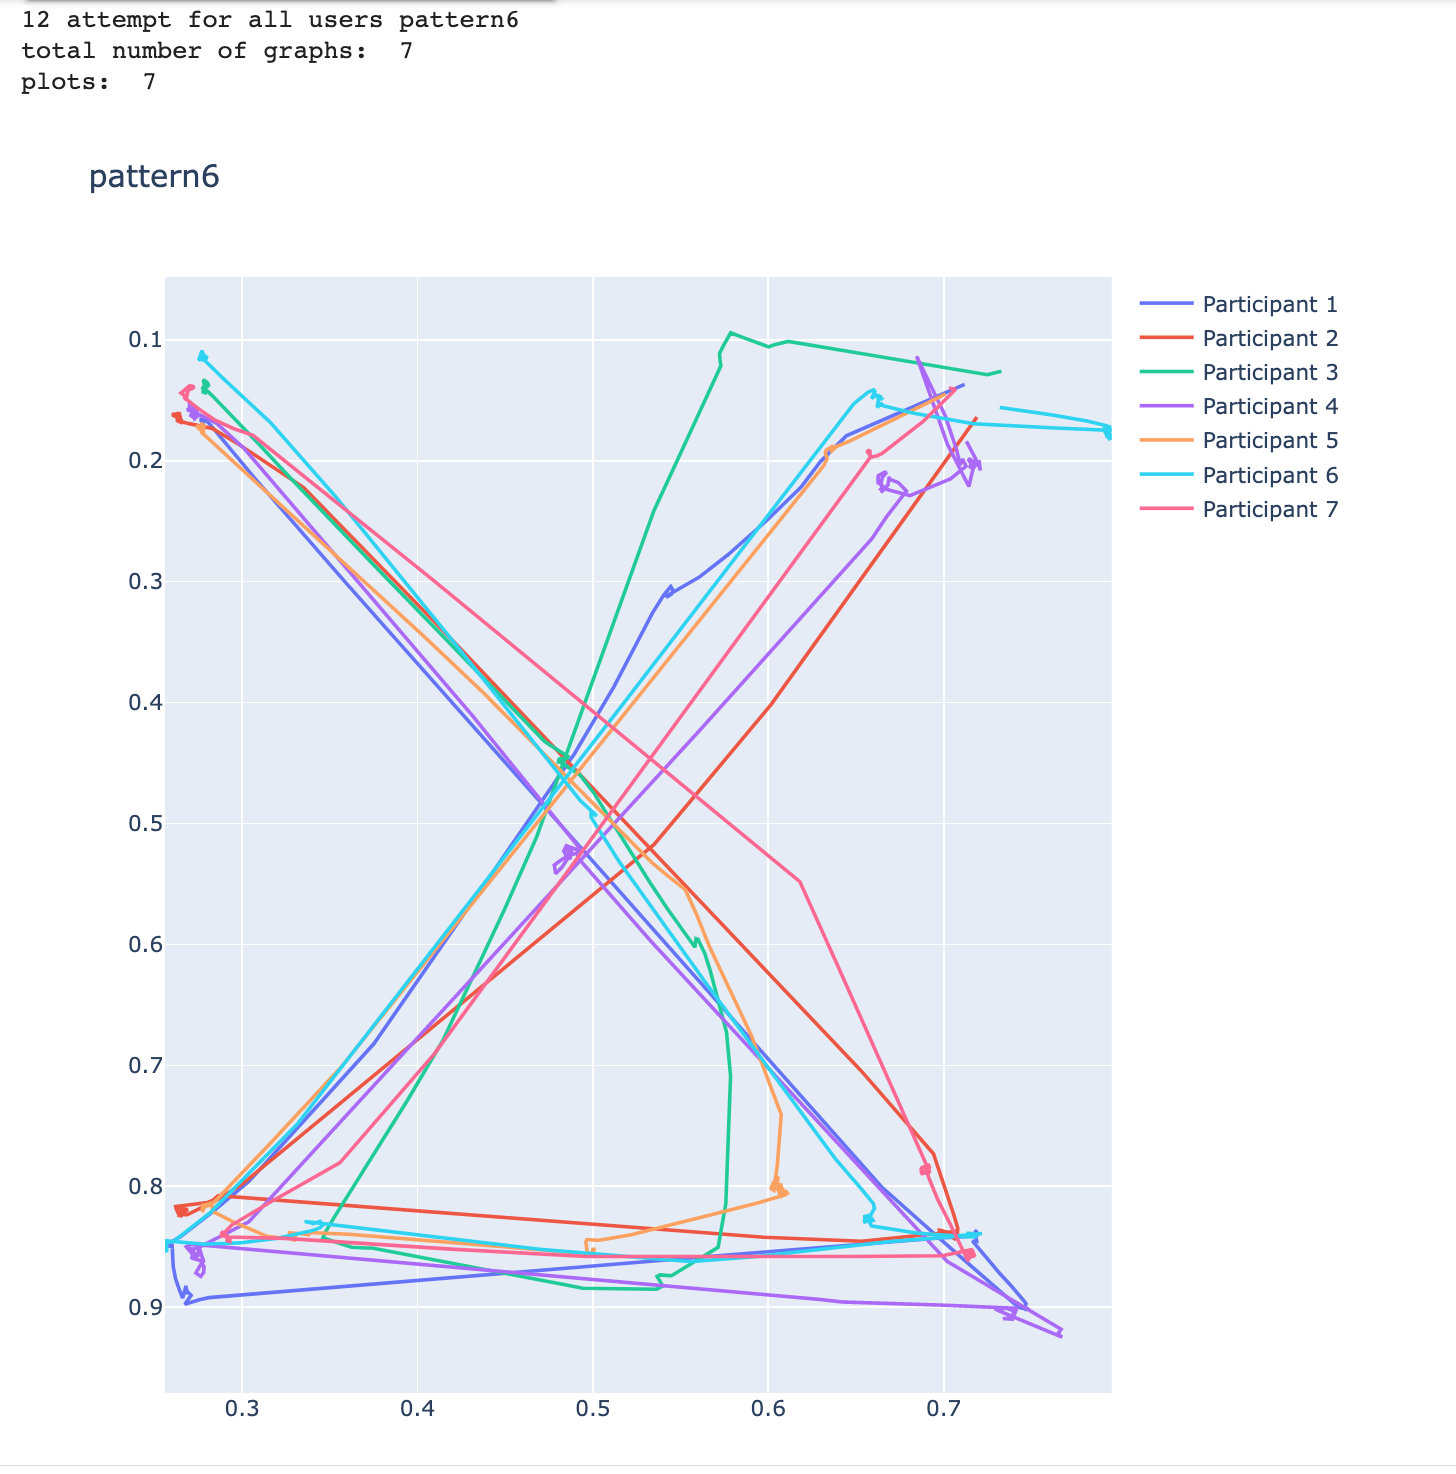 12 attempt for all users pattern6
total number of graphs:  7
plots:  7
pattern6
0.1
0.2
0.3
0.4
0.5
0.6
0.7
0.8
0.9
0.3
0.4
0.5
0.6
0.7
Participant 1
Participant 2
Participant 3
Participant 4
Participant 5
Participant 6
Participant 7